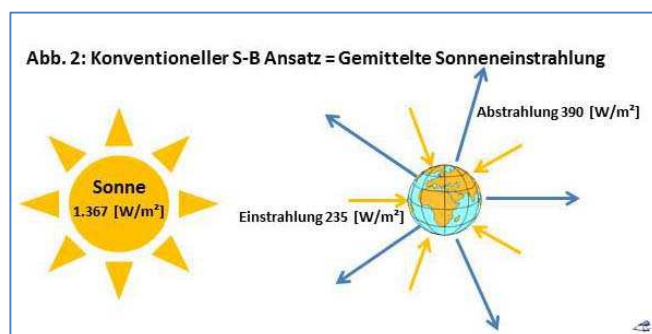 Abb. 2: Konventioneller S-B Ansatz = Gemittelte Sonneneinstrahlung
Abstrahlung 390 [W/m²]
Sonne
1.367 [W/m²]
Einstrahlung 235 [W/m²]